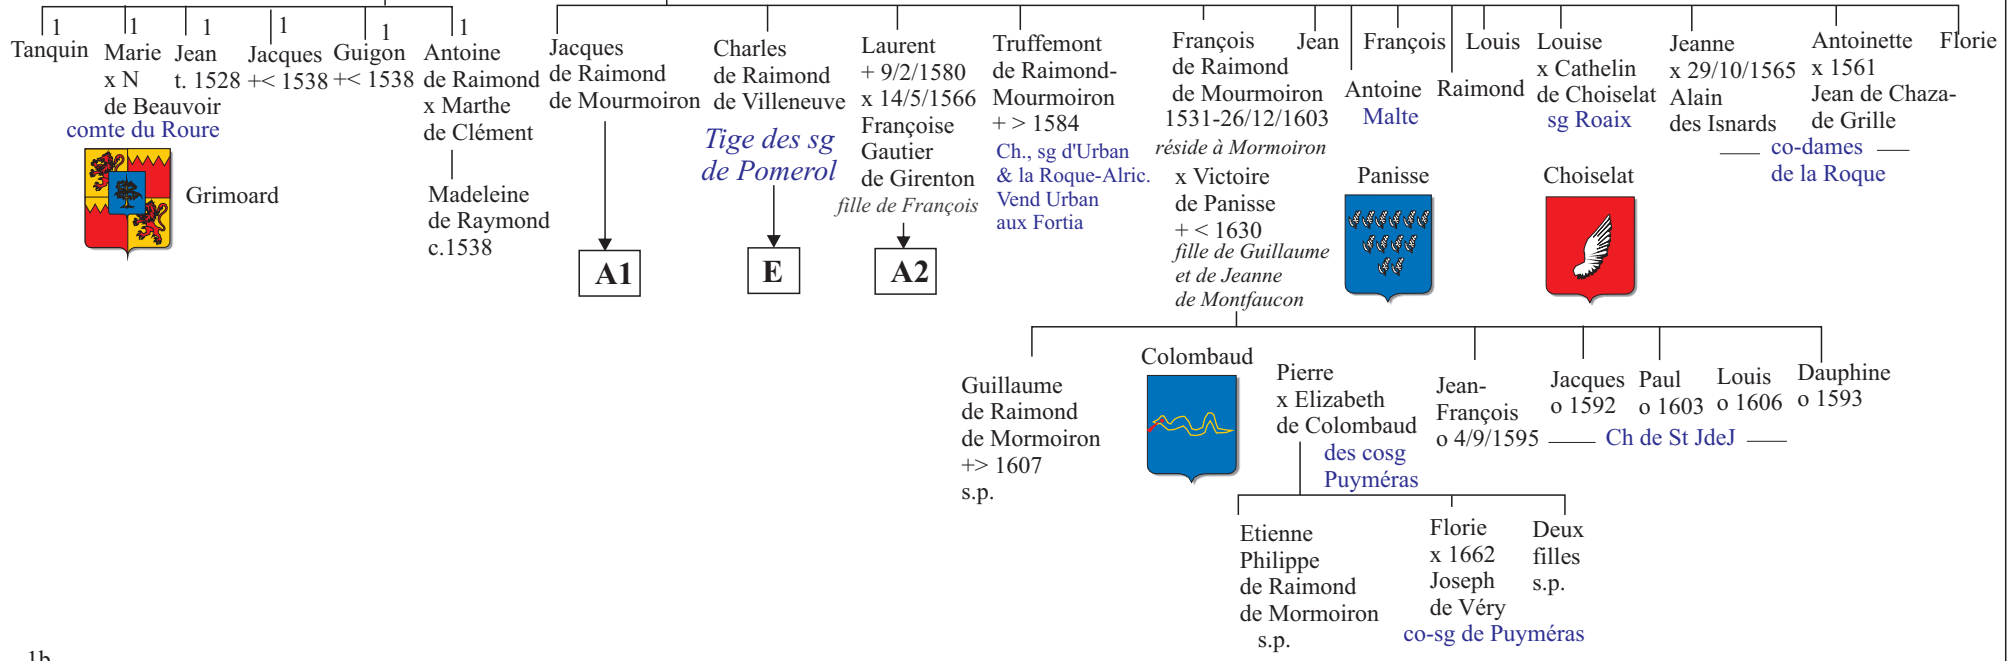 1
Tanquin
1
Marie
x N
de Beauvoir
comte du Roure
Grimoard
1
Jean
t. 1528
1
Jacques
+< 1538
1
Guigon
+< 1538
1
Antoine
de Raimond
x Marthe
de Clément
Madeleine
de Raymond
c.1538
Jacques
de Raimond
de Mourmoiron
A1
Charles
de Raimond
de Villeneuve
Tige des sg
de Pomerol
E
Laurent
+ 9/2/1580
x 14/5/1566
Françoise
Gautier
de Girenton
fille de François
A2
Truffemont
de Raimond-
Mourmoiron
+ > 1584
Ch., sg d'Urban
& la Roque-Alric.
Vend Urban
aux Fortia
François
de Raimond
de Mourmoiron
1531-26/12/1603
réside à Mormoiron
x Victoire
de Panisse
+ < 1630
fille de Guillaume
et de Jeanne
de Montfaucon
Jean
Antoine
Malte
François
Panisse
Raimond
Louis
Louise
x Cathelin
de Choiselat
sg Roaix
Choiselat
Jeanne
x 29/10/1565
Alain
des Isnards
Antoinette
x 1561
Jean de Chaza-
de Grille
co-dames
de la Roque
Florie
Guillaume
de Raimond
de Mormoiron
+> 1607
s.p.
Colombaud
Pierre
x Elizabeth
de Colombaud
des cosg
Puyméras
Jean-
François
o 4/9/1595
Jacques
o 1592
Paul
o 1603
Louis
o 1606
Ch de St JdeJ
Dauphine
o 1593
Etienne
Philippe
de Raimond
de Mormoiron
s.p.
Florie
x 1662
Joseph
de Véry
co-sg de Puyméras
Deux
filles
s.p.
1b